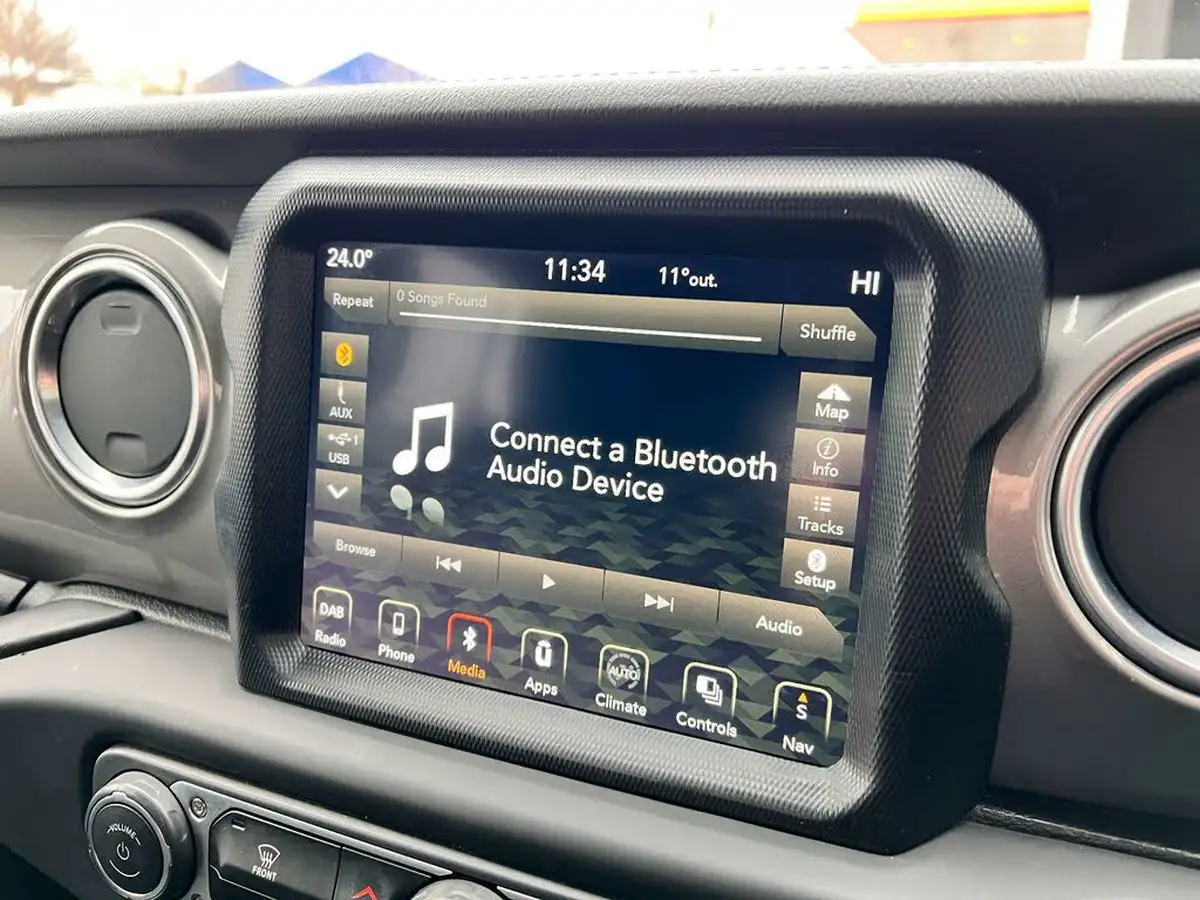 24.0° 11:34 11°out. HI
Repeat 0 Songs Found Shuffle
AUX
1
USB
Connect a Bluetooth
Audio Device
Map
Info
Tracks
Setup
Browse Audio
DAB
Radio
Phone
Media
Apps
AUTO
Climate
Controls
S
Nav
VOLUME
FRONT